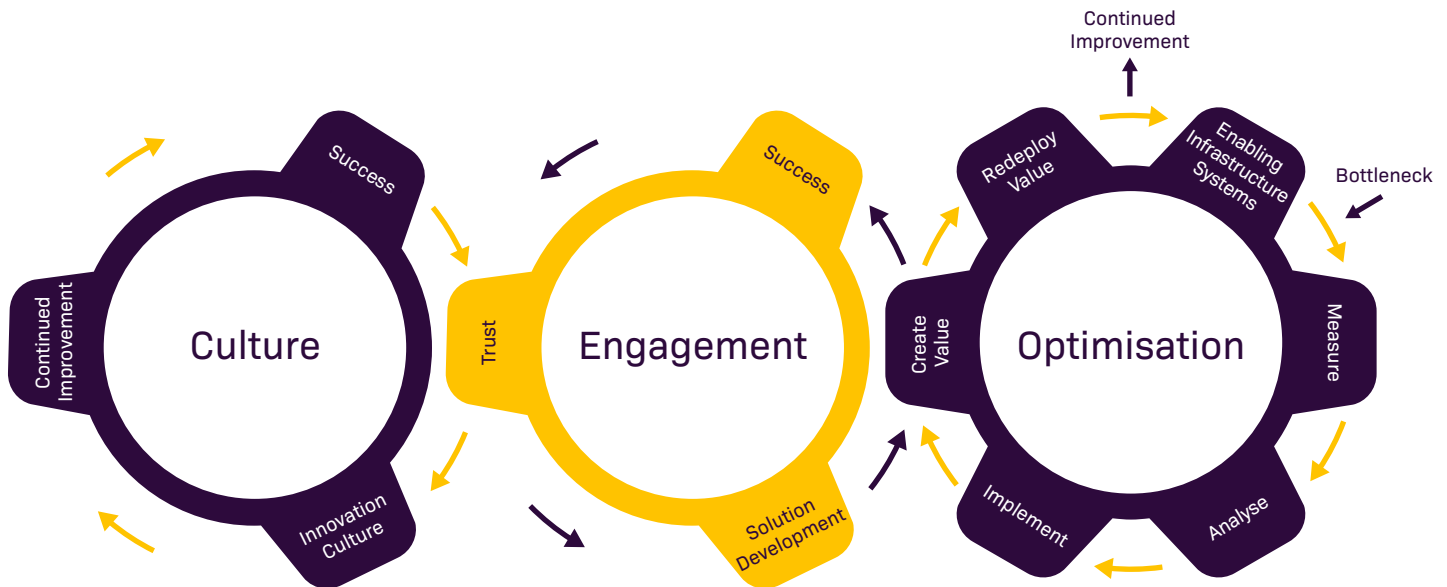 Continued
Improvement
Success
Culture
Innovation
Culture
Trust
Success
Engagement
Solution
Development
Create
Value
Redeploy
Value
Continued
Improvement
Enabling
Infrastructure
Systems
Bottleneck
Optimisation
Measure
Analyse
Implement